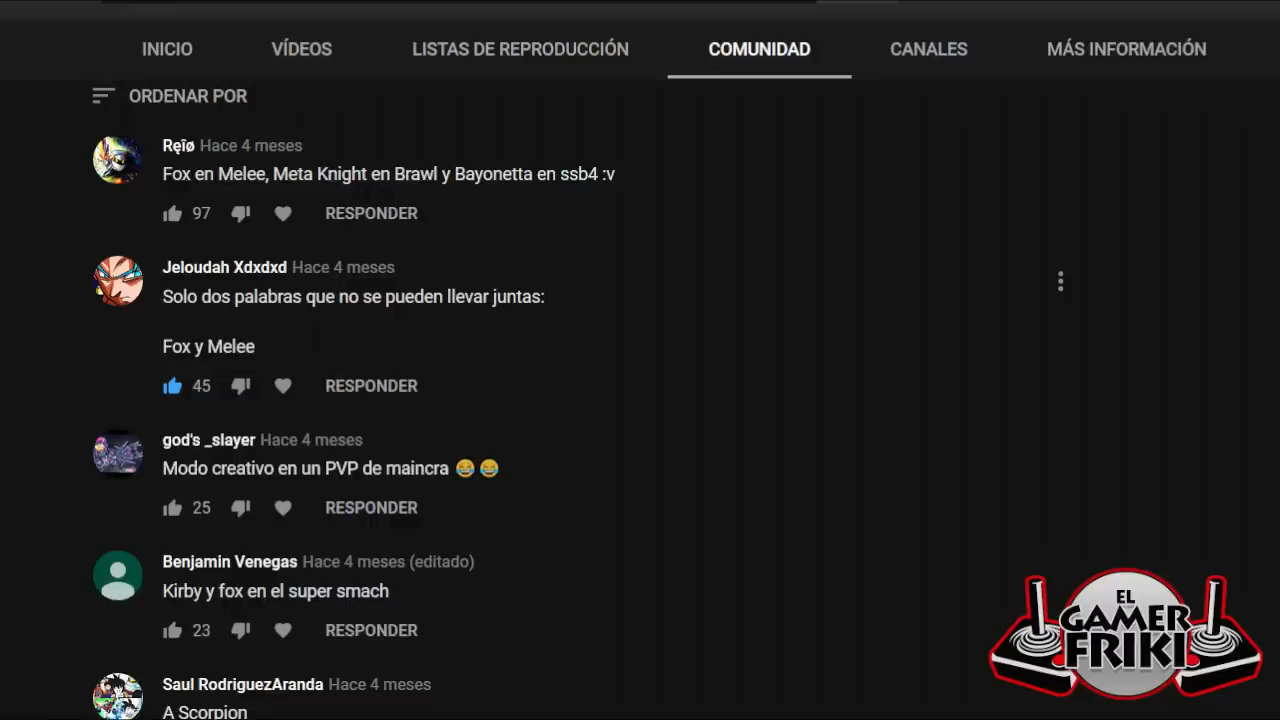 INICIO VÍDEOS LISTAS DE REPRODUCCIÓN COMUNIDAD CANALES MÁS INFORMACIÓN
ORDENAR POR
Ręîø Hace 4 meses
Fox en Melee, Meta Knight en Brawl y Bayonetta en ssb4 :v
97 RESPONDER
Jeloudah Xdxdxd Hace 4 meses
Solo dos palabras que no se pueden llevar juntas:
Fox y Melee
45 RESPONDER
god's _slayer Hace 4 meses
Modo creativo en un PVP de maincra 😂 😂
25 RESPONDER
Benjamin Venegas Hace 4 meses (editado)
Kirby y fox en el super smach
23 RESPONDER
Saul RodriguezAranda Hace 4 meses
A Scorpion
EL
GAMER
FRIKI